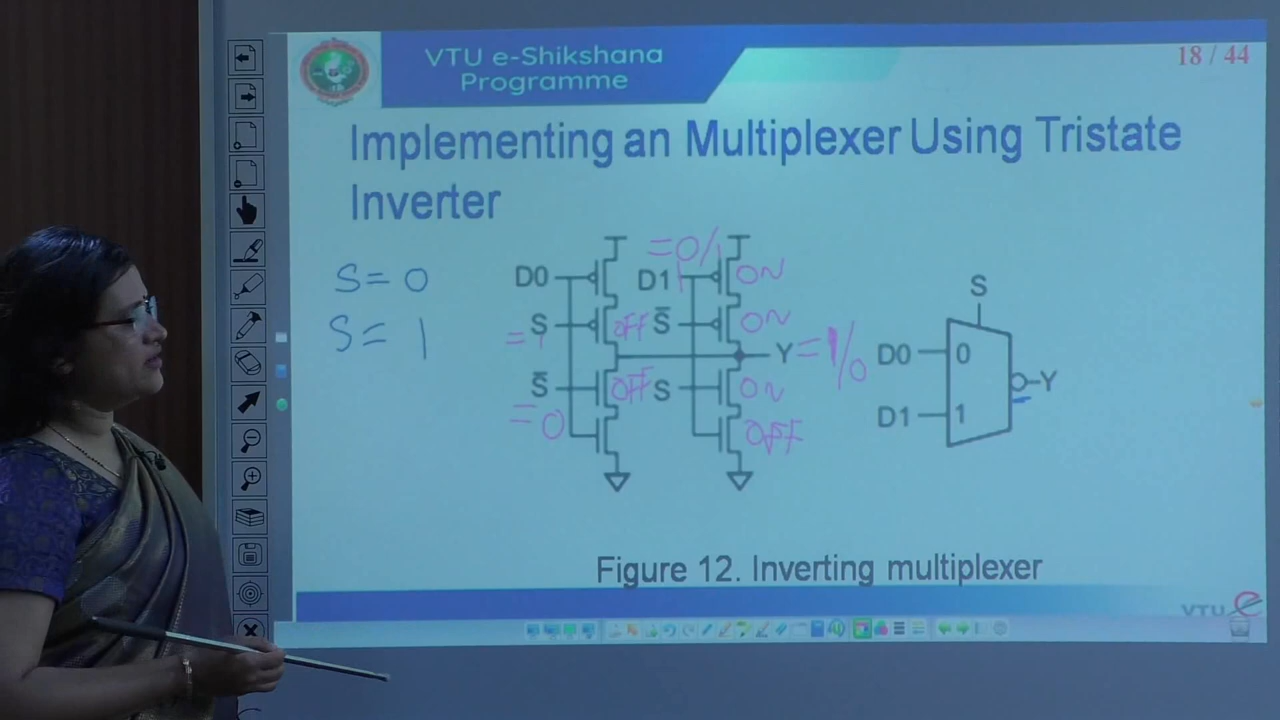 VTU e-Shikshana
Programme
18 / 44
Implementing an Multiplexer Using Tristate
Inverter
S = 0
S = 1
D0
S
= 1
S̅
= 0
OFF
OFF
= 0/1
D1
S̅
S
ON
ON
ON
OFF
Y = 1/0
S
D0
0
D1
1
Y
Figure 12. Inverting multiplexer
VTU e